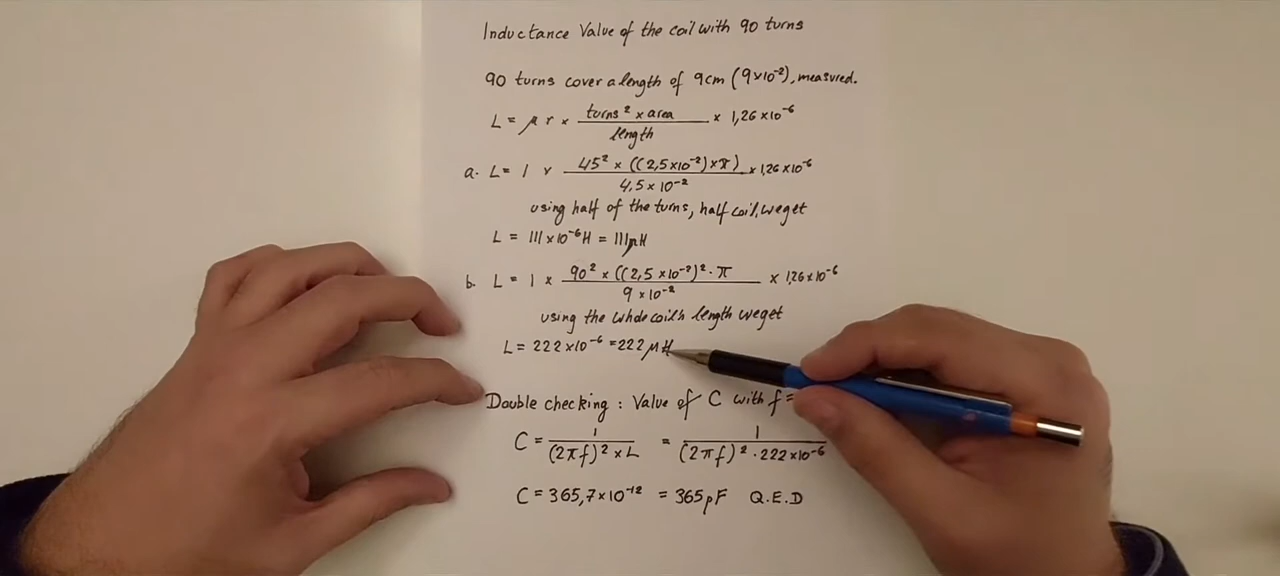 Inductance Value of the coil with 90 turns
90 turns cover a length of 9cm (9×10⁻²), measured.
L = μr × turns² × area / length × 1,26×10⁻⁶
a. L = 1 × 45² × ((2,5×10⁻²)×π) / 4,5×10⁻² × 1,26×10⁻⁶
using half of the turns, half coil, we get
L = 111×10⁻⁶H = 111μH
b. L = 1 × 90² × ((2,5×10⁻²)²·π / 9×10⁻² × 1,26×10⁻⁶
using the whole coil's length we get
L = 222×10⁻⁶ = 222μH
Double checking : Value of C with f =
C = 1 / (2πf)² × L = 1 / (2πf)² · 222×10⁻⁶
C = 365,7×10⁻¹² = 365pF Q.E.D